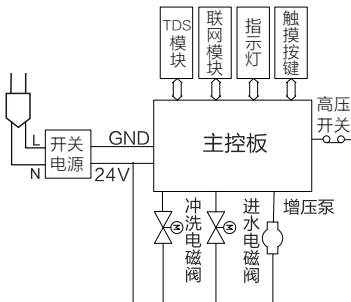 TDS
模块
联网模块
指示灯
触摸按键
高压
开关
L
N
开关
电源
GND
24V
主控板
冲洗电磁阀
M
进水电磁阀
M
增压泵